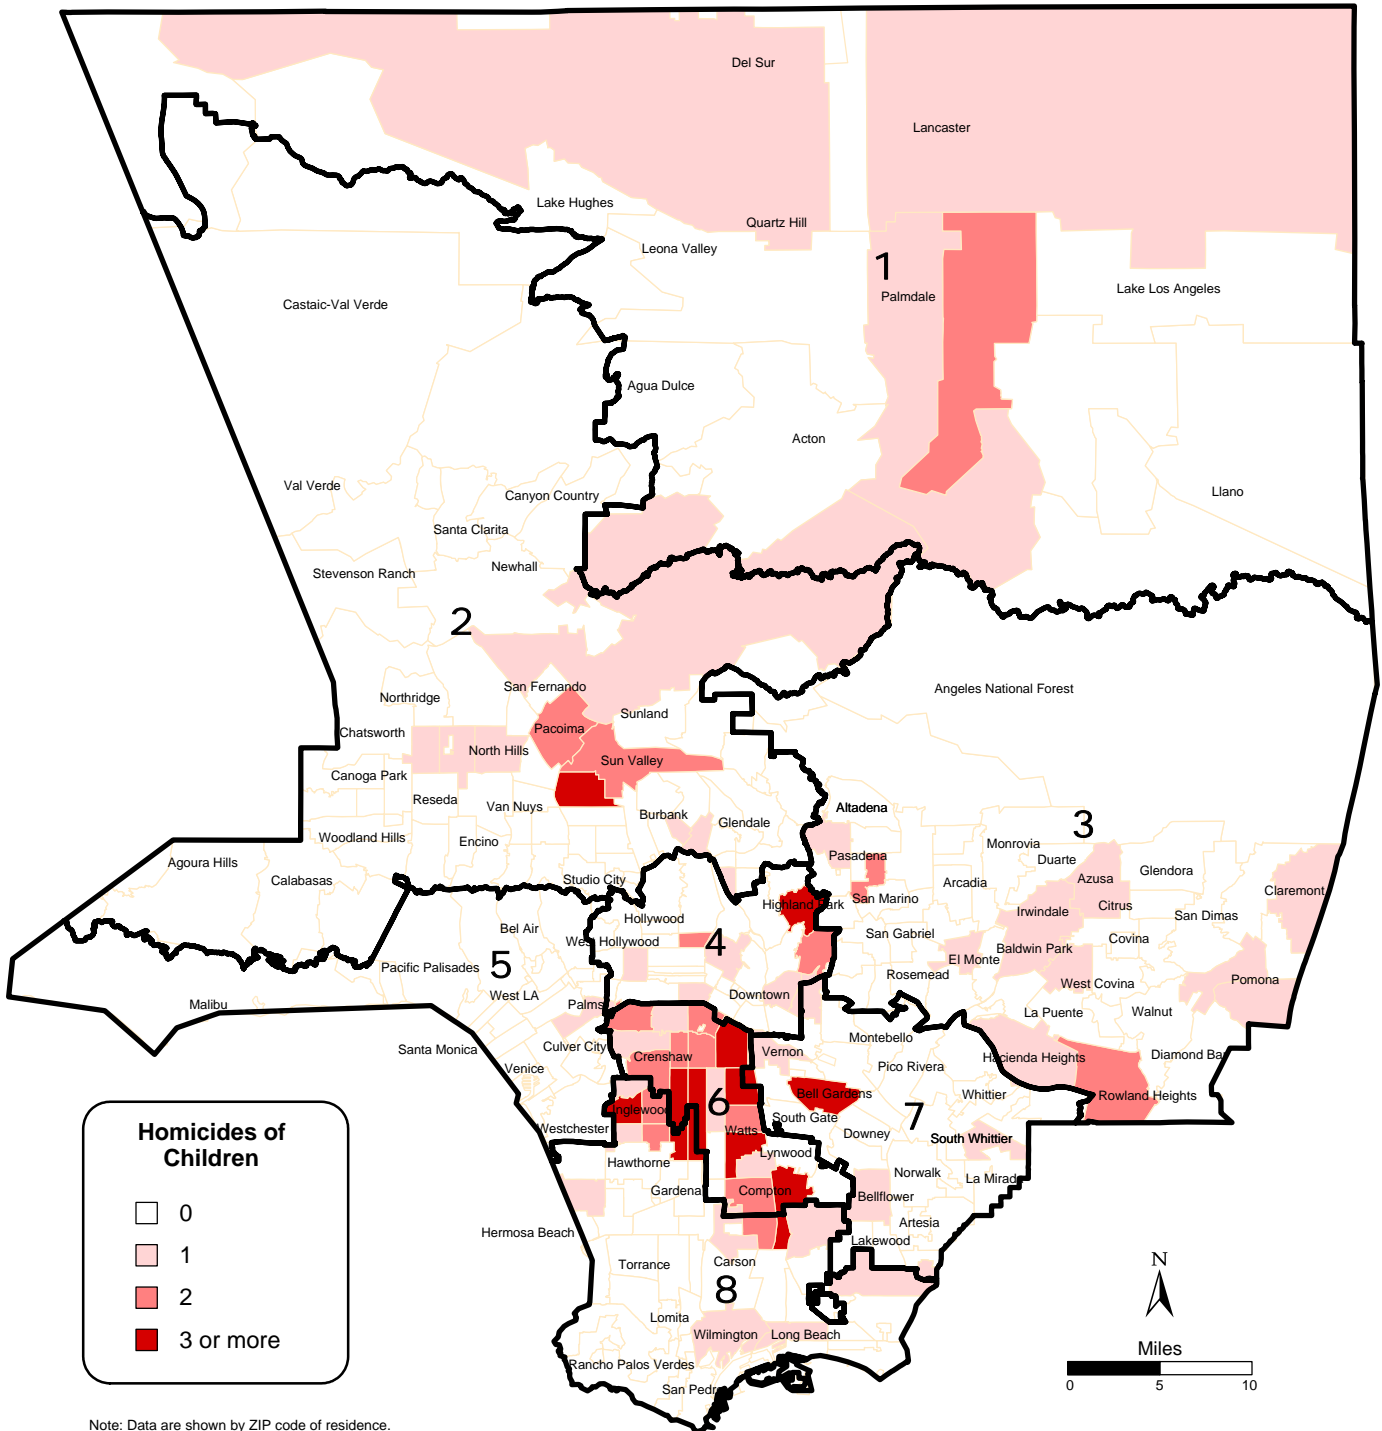 Del Sur
Lancaster
Lake Hughes
Quartz Hill
Leona Valley
1
Palmdale
Lake Los Angeles
Castaic-Val Verde
Agua Dulce
Acton
Val Verde
Canyon Country
Llano
Santa Clarita
Newhall
Stevenson Ranch
2
San Fernando
Angeles National Forest
Northridge
Sunland
Chatsworth
Pacoima
North Hills
Sun Valley
Canoga Park
Reseda
Van Nuys
Burbank
Glendale
Altadena
3
Woodland Hills
Encino
Monrovia
Pasadena
Duarte
Agoura Hills
Calabasas
Studio City
Arcadia
Azusa
Glendora
Claremont
San Marino
Highland Park
Citrus
Irwindale
San Dimas
Hollywood
Bel Air
West Hollywood
4
San Gabriel
Covina
Baldwin Park
El Monte
5
Pacific Palisades
Rosemead
West Covina
Pomona
West LA
Downtown
Malibu
Palms
La Puente
Walnut
Montebello
Santa Monica
Culver City
Crenshaw
Vernon
Hacienda Heights
Diamond Bar
Venice
Pico Rivera
Bell Gardens
Whittier
Rowland Heights
6
Inglewood
South Gate
7
Westchester
Watts
Downey
South Whittier
Lynwood
Hawthorne
Norwalk
La Mirada
Gardena
Compton
Bellflower
Hermosa Beach
Artesia
Lakewood
Torrance
Carson
8
Lomita
Wilmington
Long Beach
Rancho Palos Verdes
San Pedro
Homicides of
Children
0
1
2
3 or more
N
Miles
0 5 10
Note: Data are shown by ZIP code of residence.